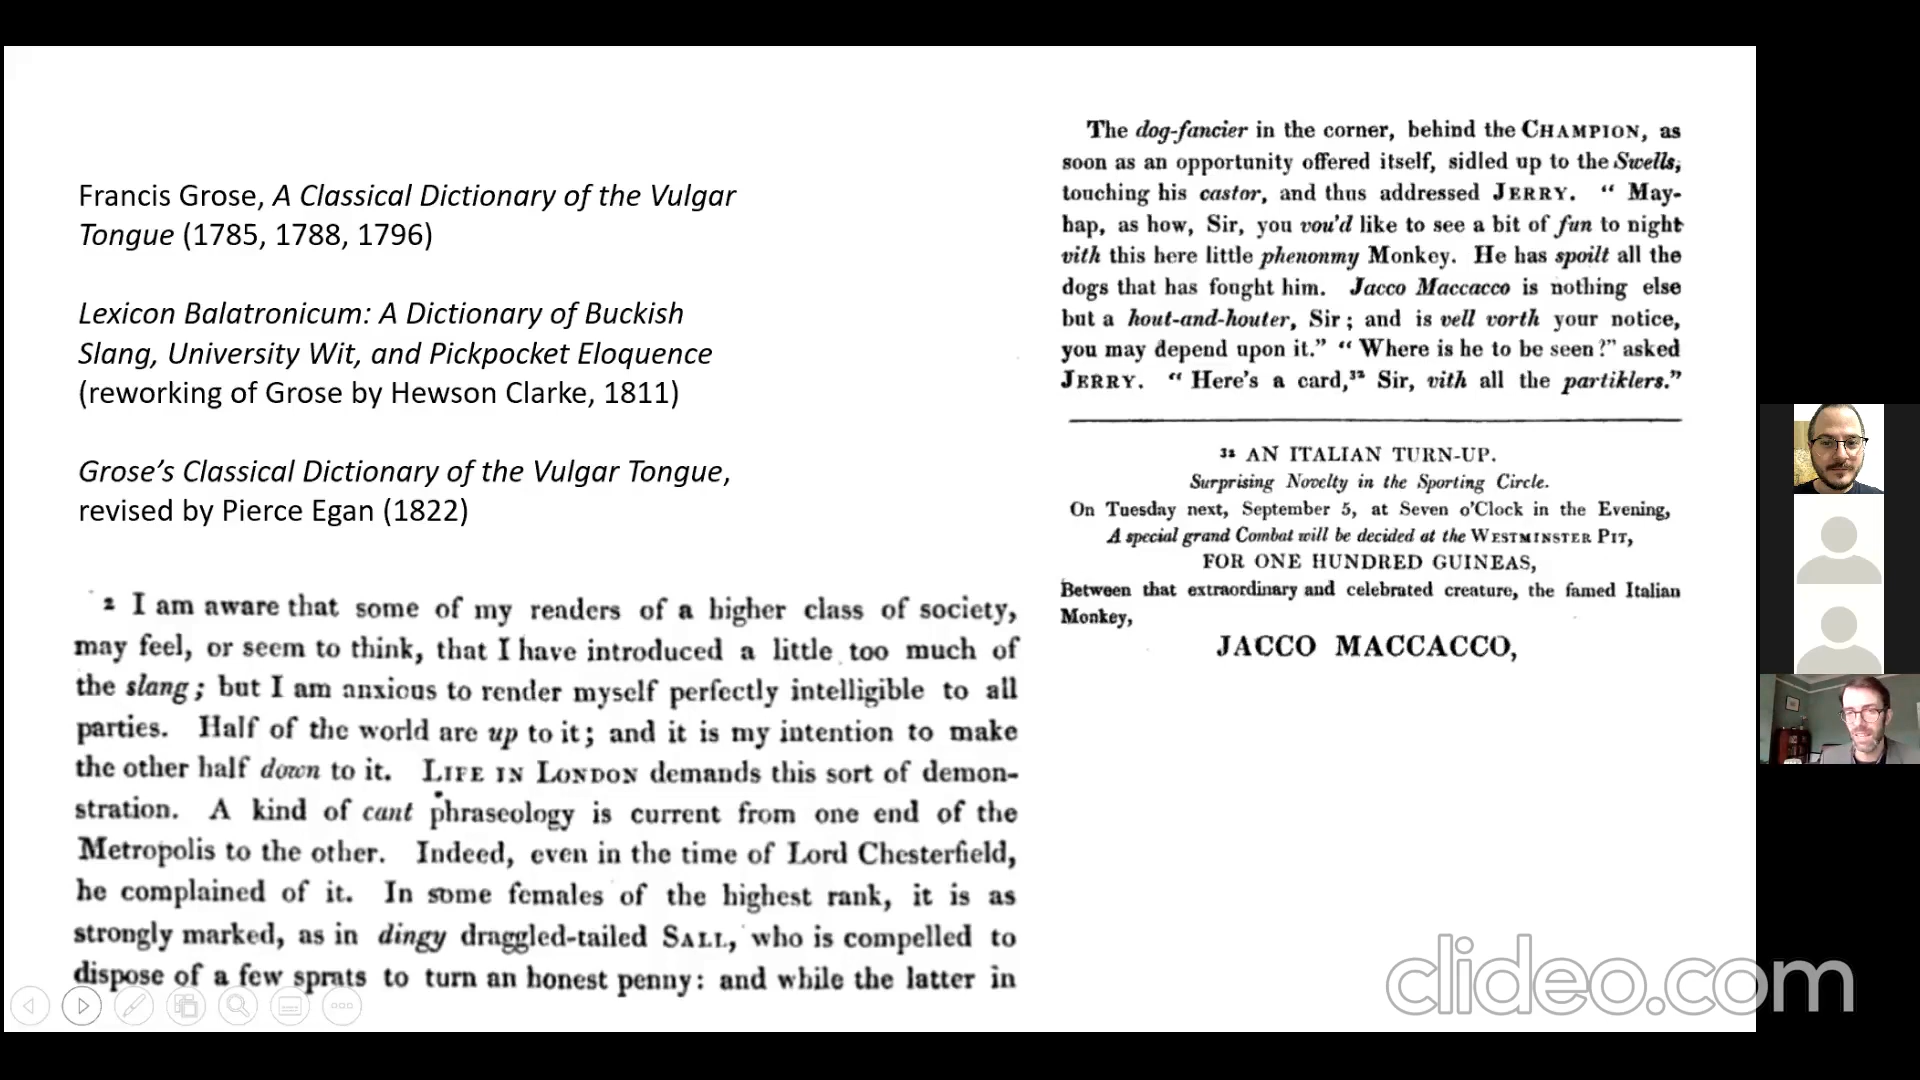 Francis Grose, A Classical Dictionary of the Vulgar
Tongue (1785, 1788, 1796)
Lexicon Balatronicum: A Dictionary of Buckish
Slang, University Wit, and Pickpocket Eloquence
(reworking of Grose by Hewson Clarke, 1811)
Grose's Classical Dictionary of the Vulgar Tongue,
revised by Pierce Egan (1822)
² I am aware that some of my readers of a higher class of society,
may feel, or seem to think, that I have introduced a little too much of
the slang; but I am anxious to render myself perfectly intelligible to all
parties. Half of the world are up to it; and it is my intention to make
the other half down to it. LIFE IN LONDON demands this sort of demon-
stration. A kind of cant phraseology is current from one end of the
Metropolis to the other. Indeed, even in the time of Lord Chesterfield,
he complained of it. In some females of the highest rank, it is as
strongly marked, as in dingy draggled-tailed SALL, who is compelled to
dispose of a few sprats to turn an honest penny: and while the latter in
The dog-fancier in the corner, behind the CHAMPION, as
soon as an opportunity offered itself, sidled up to the Swells,
touching his castor, and thus addressed JERRY. “ May-
hap, as how, Sir, you vou'd like to see a bit of fun to night
vith this here little phenonmy Monkey. He has spoilt all the
dogs that has fought him. Jacco Maccacco is nothing else
but a hout-and-houter, Sir; and is vell vorth your notice,
you may depend upon it.” “ Where is he to be seen?” asked
JERRY. “ Here's a card,³² Sir, vith all the partiklers.”
³² AN ITALIAN TURN-UP.
Surprising Novelty in the Sporting Circle.
On Tuesday next, September 5, at Seven o'Clock in the Evening,
A special grand Combat will be decided at the WESTMINSTER PIT,
FOR ONE HUNDRED GUINEAS,
Between that extraordinary and celebrated creature, the famed Italian
Monkey,
JACCO MACCACCO,
clideo.com